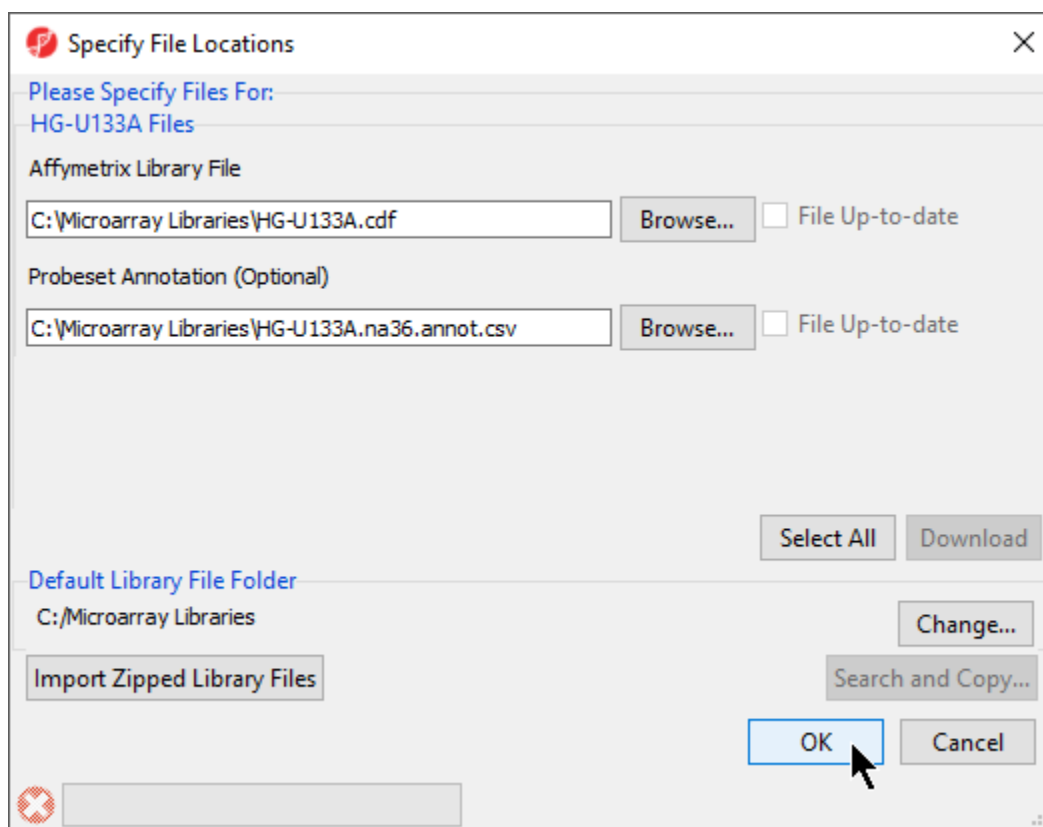 Specify File Locations
Please Specify Files For:
HG-U133A Files
Affymetrix Library File
C:\Microarray Libraries\HG-U133A.cdf
Browse...
File Up-to-date
Probeset Annotation (Optional)
C:\Microarray Libraries\HG-U133A.na36.annot.csv
Browse...
File Up-to-date
Select All
Download
Default Library File Folder
C:/Microarray Libraries
Change...
Import Zipped Library Files
Search and Copy...
OK
Cancel